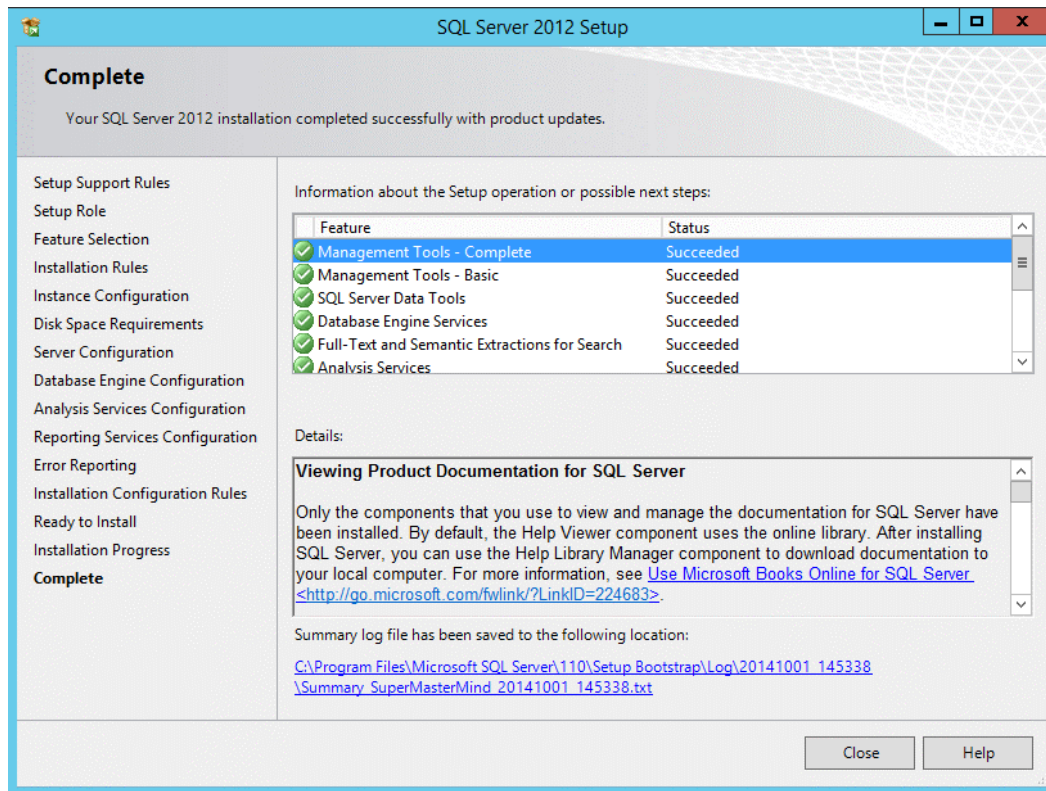 SQL Server 2012 Setup
Complete
Your SQL Server 2012 installation completed successfully with product updates.
Setup Support Rules
Setup Role
Feature Selection
Installation Rules
Instance Configuration
Disk Space Requirements
Server Configuration
Database Engine Configuration
Analysis Services Configuration
Reporting Services Configuration
Error Reporting
Installation Configuration Rules
Ready to Install
Installation Progress
Complete
Information about the Setup operation or possible next steps:
Feature Status
Management Tools - Complete Succeeded
Management Tools - Basic Succeeded
SQL Server Data Tools Succeeded
Database Engine Services Succeeded
Full-Text and Semantic Extractions for Search Succeeded
Analysis Services Succeeded
Details:
Viewing Product Documentation for SQL Server
Only the components that you use to view and manage the documentation for SQL Server have
been installed. By default, the Help Viewer component uses the online library. After installing
SQL Server, you can use the Help Library Manager component to download documentation to
your local computer. For more information, see Use Microsoft Books Online for SQL Server
<http://go.microsoft.com/fwlink/?LinkID=224683>.
Summary log file has been saved to the following location:
C:\Program Files\Microsoft SQL Server\110\Setup Bootstrap\Log\20141001_145338
\Summary_SuperMasterMind_20141001_145338.txt
Close Help